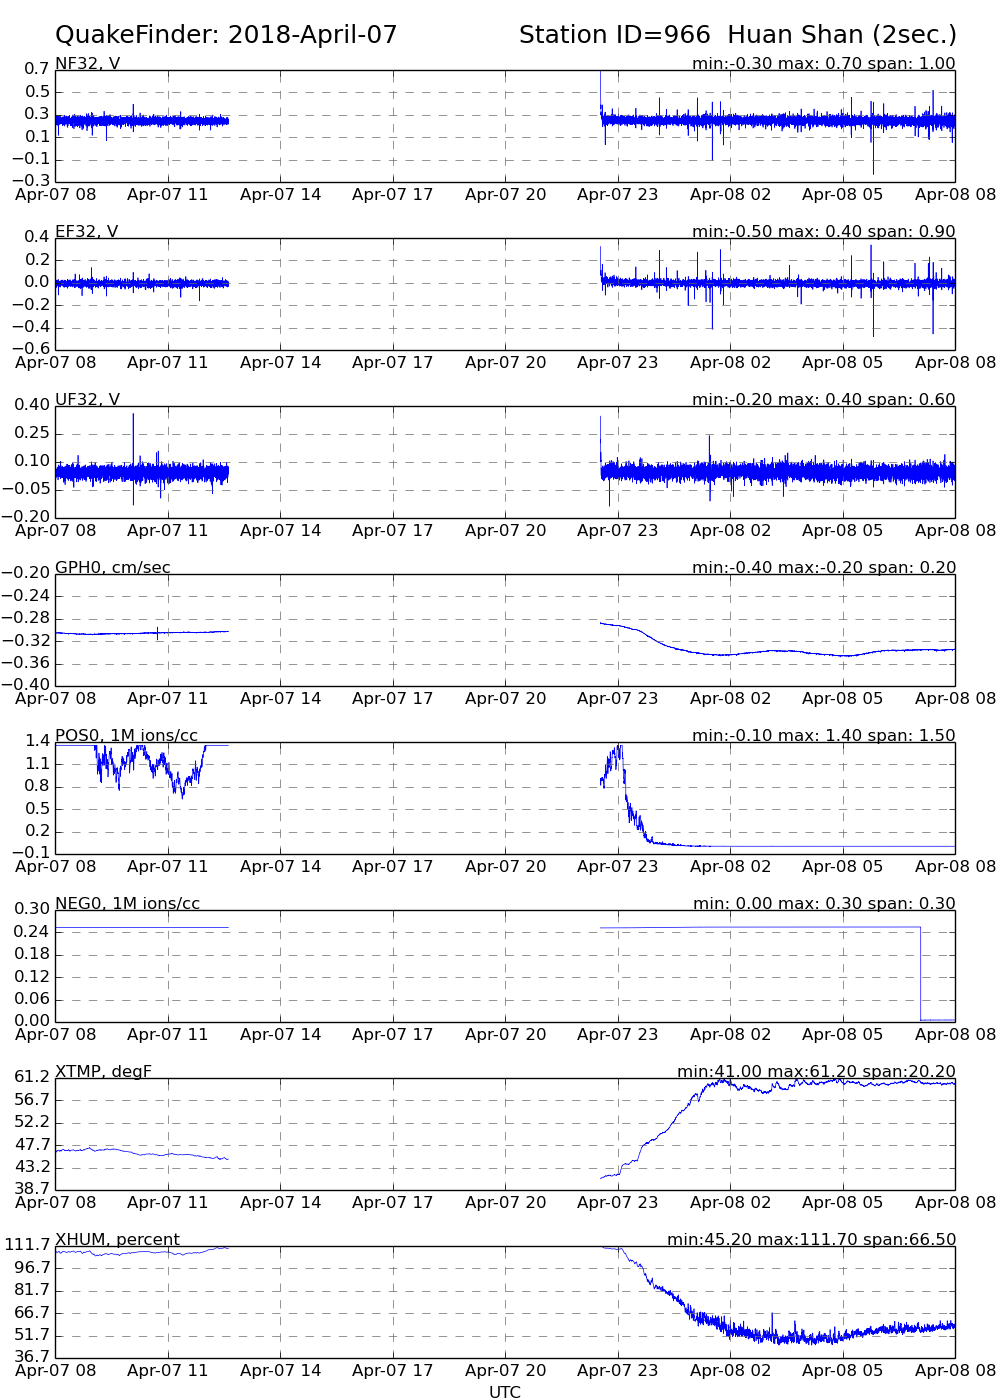 QuakeFinder: 2018-April-07 Station ID=966 Huan Shan (2sec.)
NF32, V min:-0.30 max: 0.70 span: 1.00
0.7
0.5
0.3
0.1
−0.1
−0.3
Apr-07 08 Apr-07 11 Apr-07 14 Apr-07 17 Apr-07 20 Apr-07 23 Apr-08 02 Apr-08 05 Apr-08 08
EF32, V min:-0.50 max: 0.40 span: 0.90
0.4
0.2
0.0
−0.2
−0.4
−0.6
Apr-07 08 Apr-07 11 Apr-07 14 Apr-07 17 Apr-07 20 Apr-07 23 Apr-08 02 Apr-08 05 Apr-08 08
UF32, V min:-0.20 max: 0.40 span: 0.60
0.40
0.25
0.10
−0.05
−0.20
Apr-07 08 Apr-07 11 Apr-07 14 Apr-07 17 Apr-07 20 Apr-07 23 Apr-08 02 Apr-08 05 Apr-08 08
GPH0, cm/sec min:-0.40 max:-0.20 span: 0.20
−0.20
−0.24
−0.28
−0.32
−0.36
−0.40
Apr-07 08 Apr-07 11 Apr-07 14 Apr-07 17 Apr-07 20 Apr-07 23 Apr-08 02 Apr-08 05 Apr-08 08
POS0, 1M ions/cc min:-0.10 max: 1.40 span: 1.50
1.4
1.1
0.8
0.5
0.2
−0.1
Apr-07 08 Apr-07 11 Apr-07 14 Apr-07 17 Apr-07 20 Apr-07 23 Apr-08 02 Apr-08 05 Apr-08 08
NEG0, 1M ions/cc min: 0.00 max: 0.30 span: 0.30
0.30
0.24
0.18
0.12
0.06
0.00
Apr-07 08 Apr-07 11 Apr-07 14 Apr-07 17 Apr-07 20 Apr-07 23 Apr-08 02 Apr-08 05 Apr-08 08
XTMP, degF min:41.00 max:61.20 span:20.20
61.2
56.7
52.2
47.7
43.2
38.7
Apr-07 08 Apr-07 11 Apr-07 14 Apr-07 17 Apr-07 20 Apr-07 23 Apr-08 02 Apr-08 05 Apr-08 08
XHUM, percent min:45.20 max:111.70 span:66.50
111.7
96.7
81.7
66.7
51.7
36.7
Apr-07 08 Apr-07 11 Apr-07 14 Apr-07 17 Apr-07 20 Apr-07 23 Apr-08 02 Apr-08 05 Apr-08 08
UTC